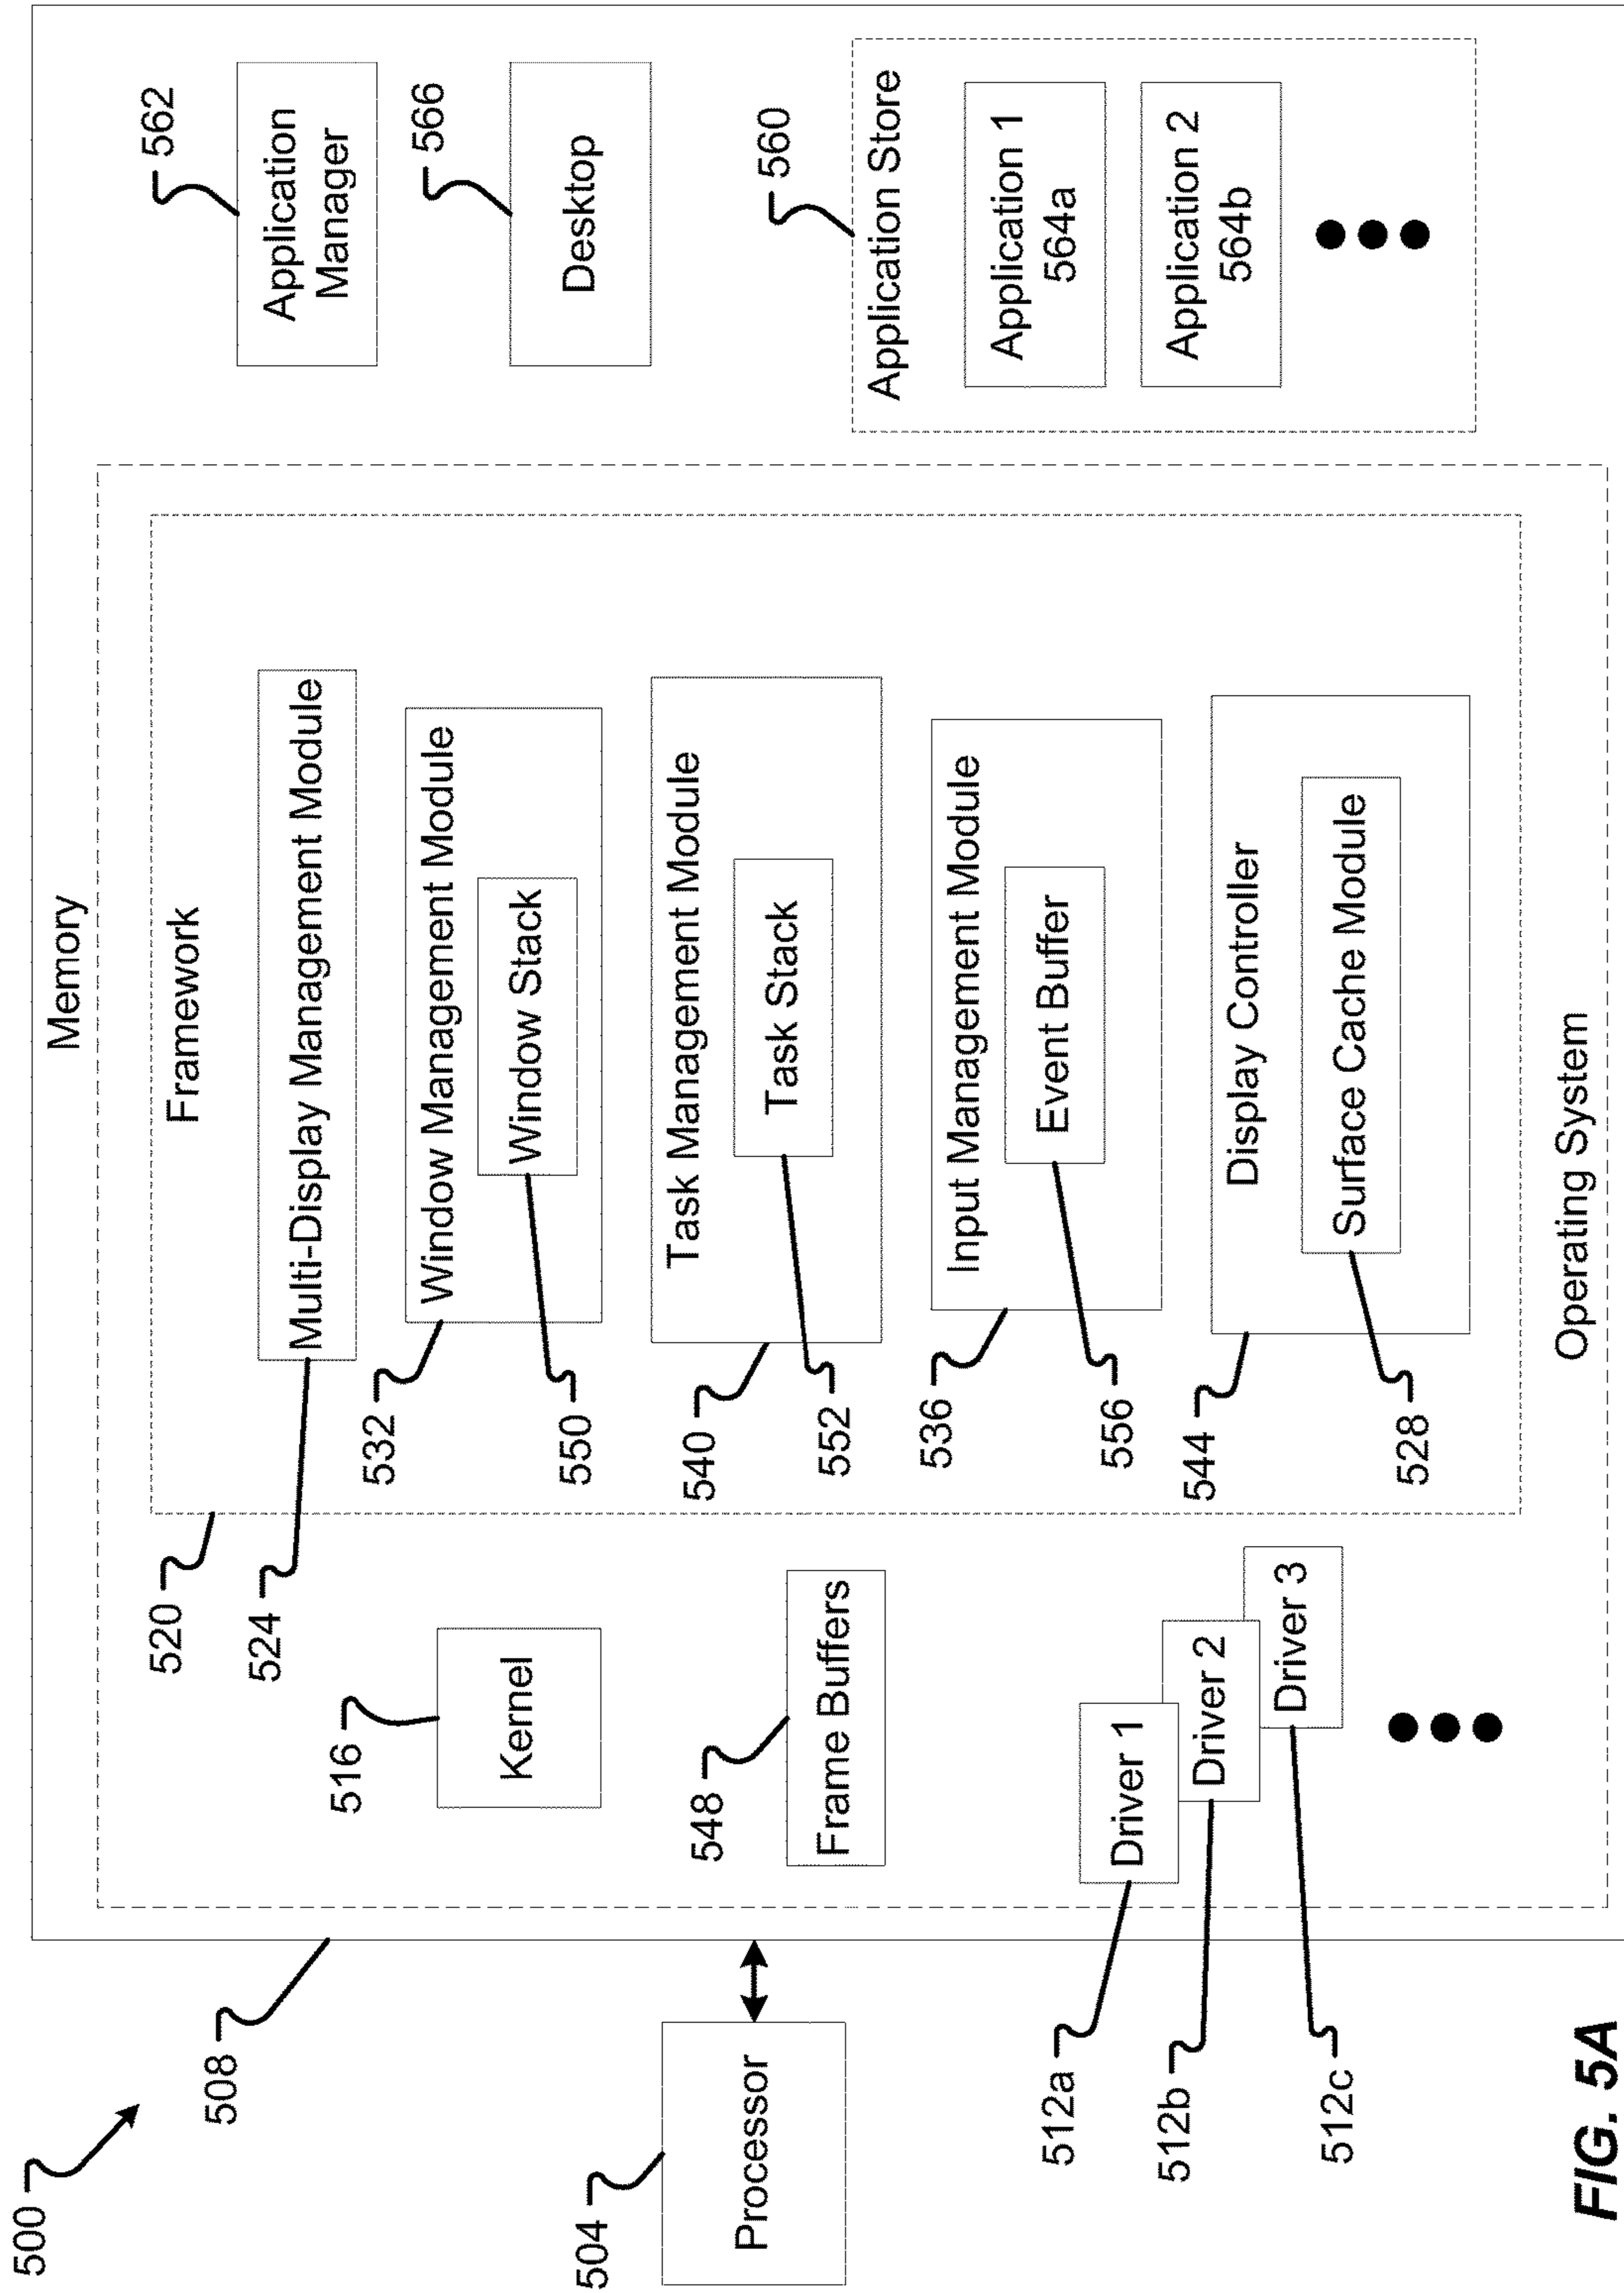 500
508
Memory
504
Processor
516
Kernel
548
Frame Buffers
512a
Driver 1
512b
Driver 2
512c
Driver 3
520
Framework
524
Multi-Display Management Module
532
Window Management Module
550
Window Stack
540
Task Management Module
552
Task Stack
536
Input Management Module
556
Event Buffer
544
Display Controller
528
Surface Cache Module
Operating System
562
Application
Manager
566
Desktop
560
Application Store
Application 1
564a
Application 2
564b
FIG. 5A